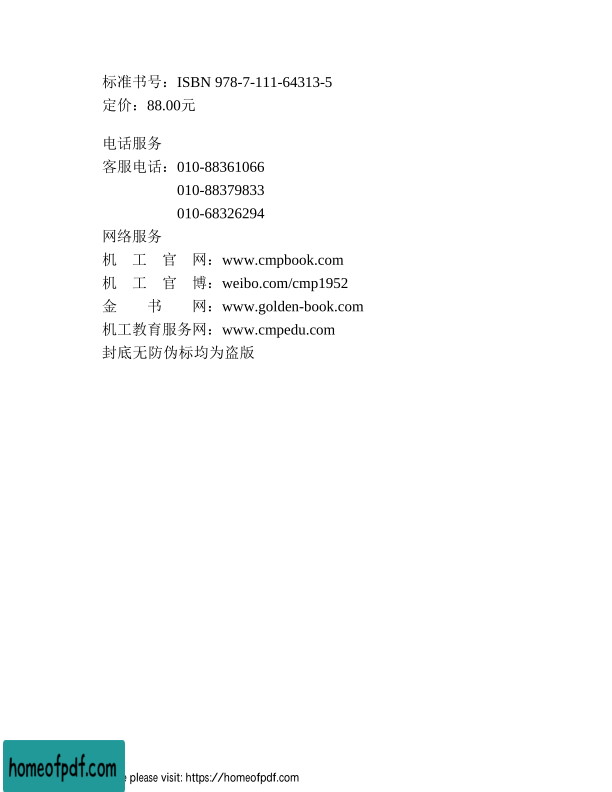 标准书号：ISBN 978-7-111-64313-5
定价：88.00元
电话服务
客服电话：010-88361066
010-88379833
010-68326294
网络服务
机　工　官　网：www.cmpbook.com
机　工　官　博：weibo.com/cmp1952
金　　书　　网：www.golden-book.com
机工教育服务网：www.cmpedu.com
封底无防伪标均为盗版
homeofpdf.com
please visit: https://homeofpdf.com